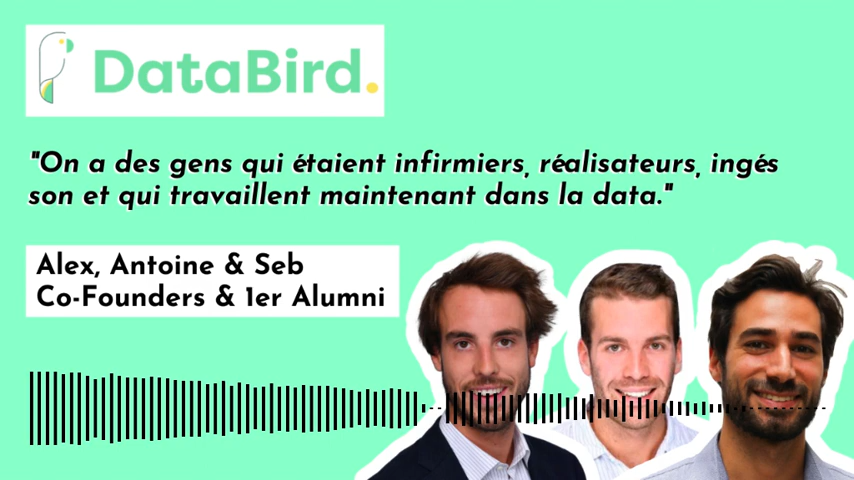 DataBird.
"On a des gens qui étaient infirmiers, réalisateurs, ingés
son et qui travaillent maintenant dans la data."
Alex, Antoine & Seb
Co-Founders & 1er Alumni